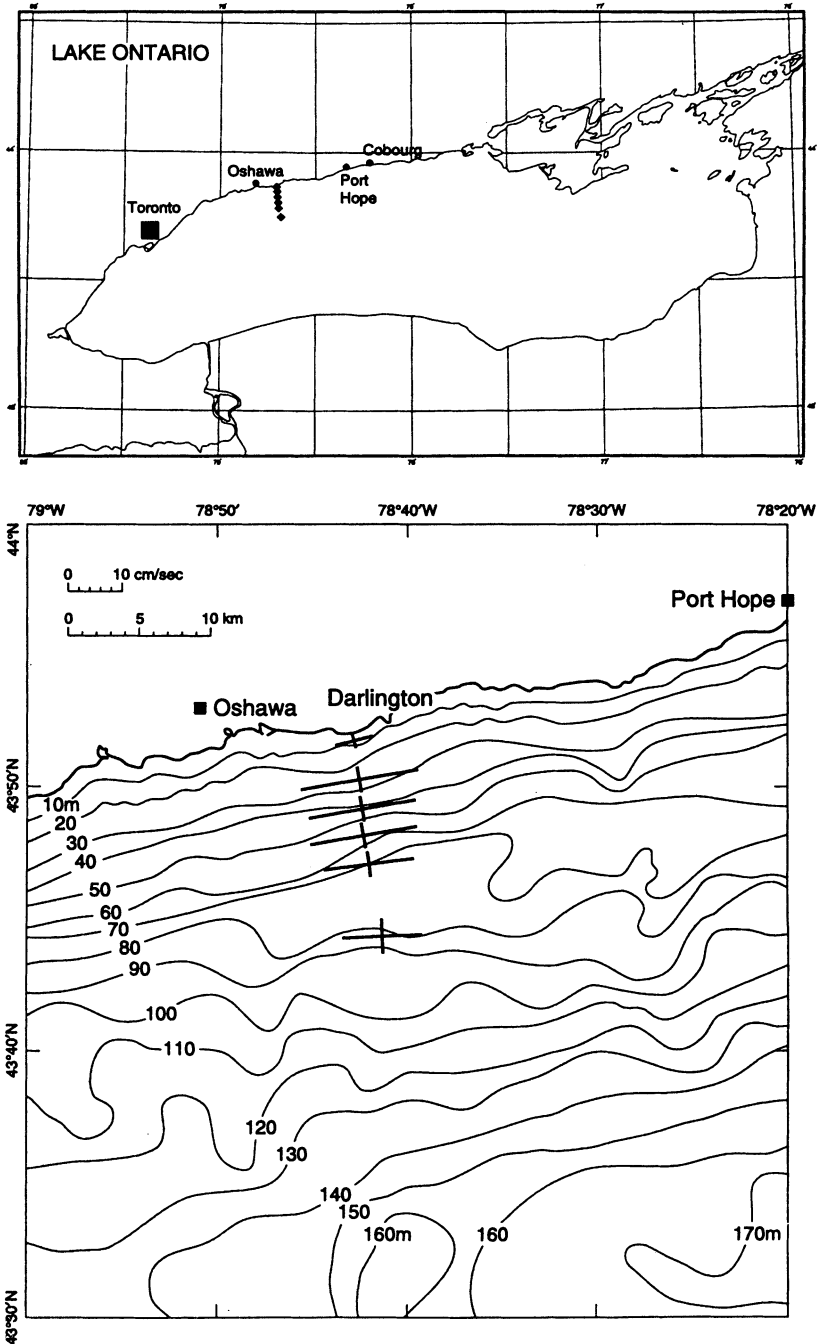 LAKE ONTARIO
Cobourg
Oshawa
Port
Hope
Toronto
79°W
78°50'
78°40'W
78°30'W
78°20'W
44°N
0 10 cm/sec
0 5 10 km
Port Hope
Oshawa
Darlington
43°50'N
10m
20
30
40
50
60
70
80
90
100
110
43°40'N
120
130
140
150
160m
160
170m
43°30'N